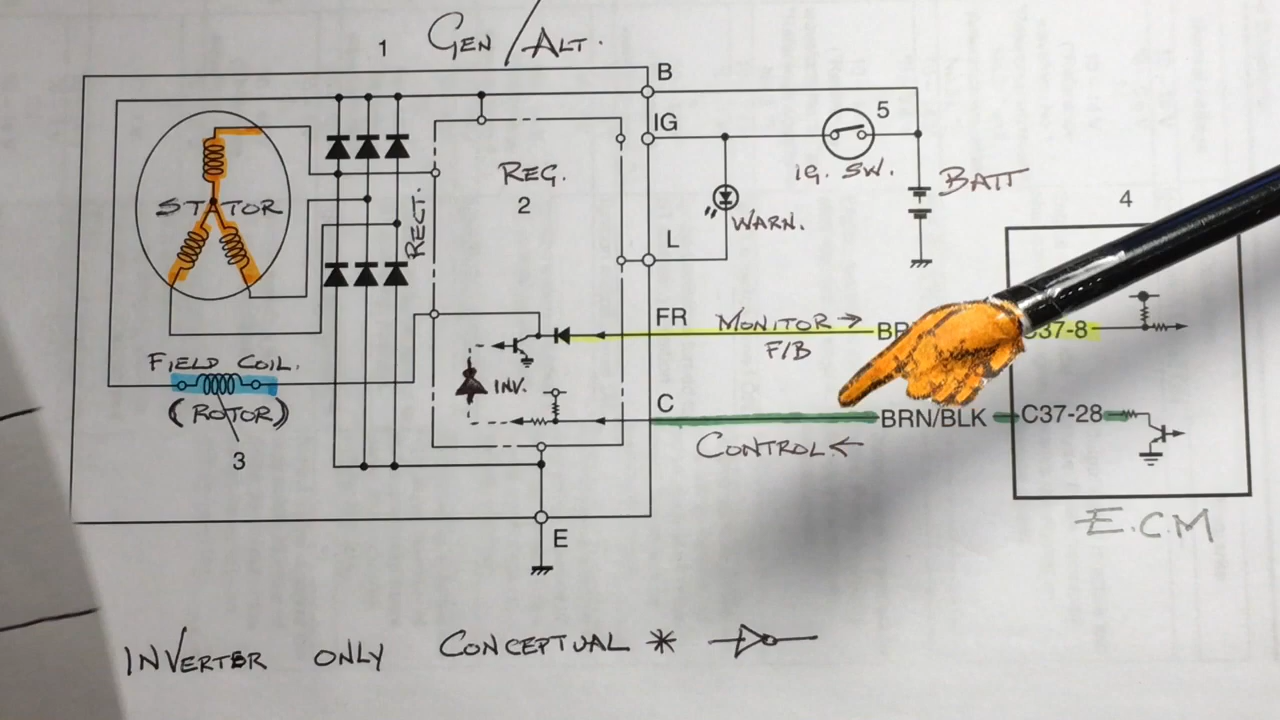 1 GEN/ALT.
B
IG
5
IG. SW.
BATT
REG.
2
STATOR
RECT.
"WARN.
4
L
FR
MONITOR →
F/B
C37-8
FIELD COIL.
(ROTOR)
3
INV.
C
BRN/BLK
C37-28
CONTROL ←
E.C.M
E
INVERTER ONLY CONCEPTUAL *